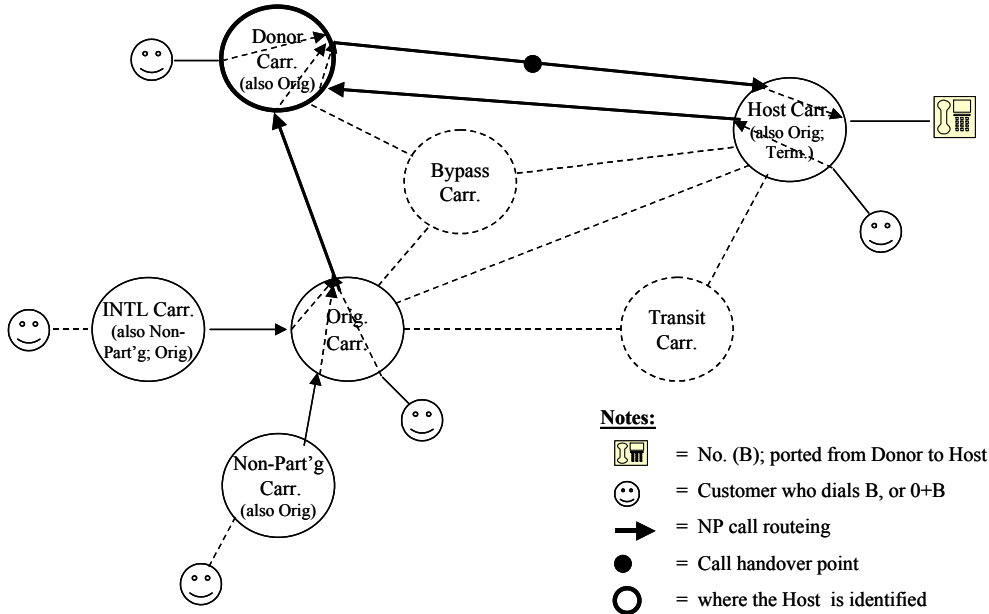 Donor
Carr.
(also Orig)
Host Carr.
(also Orig;
Term.)
Bypass
Carr.
INTL Carr.
(also Non-
Part'g; Orig)
Orig.
Carr.
Transit
Carr.
Non-Part'g
Carr.
(also Orig)
Notes:
= No. (B); ported from Donor to Host
= Customer who dials B, or 0+B
= NP call routeing
= Call handover point
= where the Host is identified